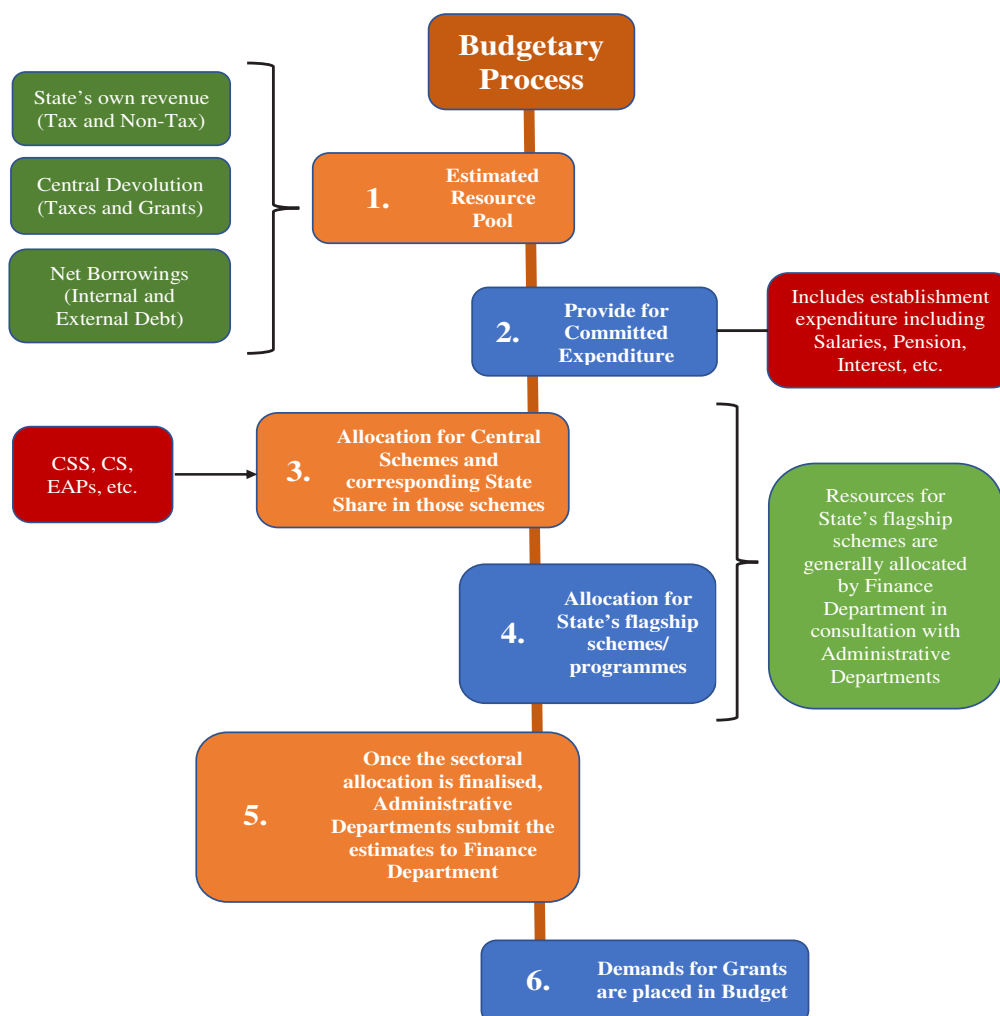 Budgetary
Process
State's own revenue
(Tax and Non-Tax)
Central Devolution
(Taxes and Grants)
Net Borrowings
(Internal and
External Debt)
1.
Estimated
Resource
Pool
2.
Provide for
Committed
Expenditure
Includes establishment
expenditure including
Salaries, Pension,
Interest, etc.
CSS, CS,
EAPs, etc.
3.
Allocation for Central
Schemes and
corresponding State
Share in those schemes
4.
Allocation for
State's flagship
schemes/
programmes
Resources for
State's flagship
schemes are
generally allocated
by Finance
Department in
consultation with
Administrative
Departments
5.
Once the sectoral
allocation is finalised,
Administrative
Departments submit the
estimates to Finance
Department
6.
Demands for Grants
are placed in Budget